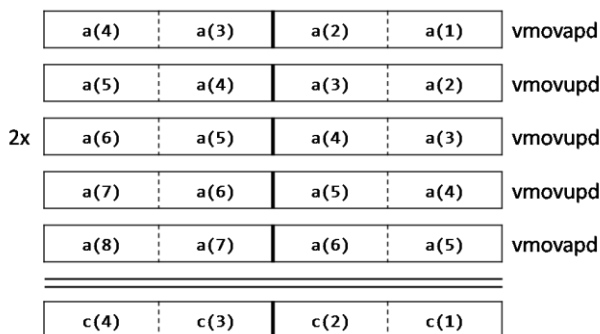 a(4) a(3) a(2) a(1) vmovapd
a(5) a(4) a(3) a(2) vmovupd
2x a(6) a(5) a(4) a(3) vmovupd
a(7) a(6) a(5) a(4) vmovupd
a(8) a(7) a(6) a(5) vmovapd
c(4) c(3) c(2) c(1)